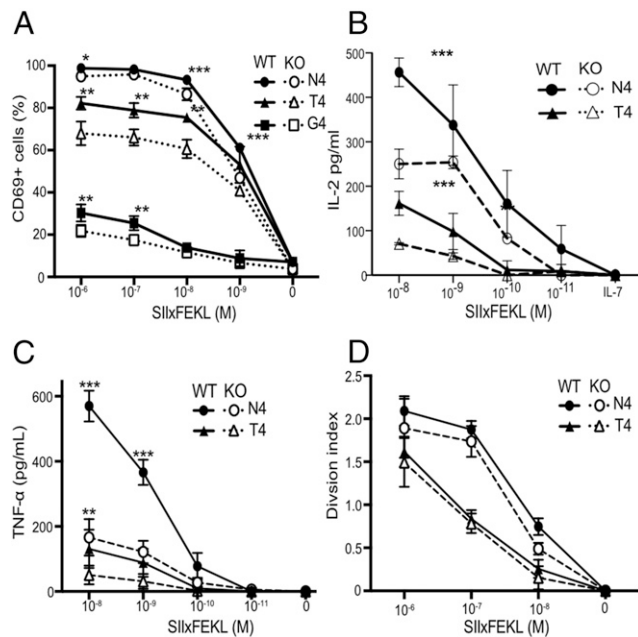 A
WT KO
N4
T4
G4
CD69+ cells (%)
100
80
60
40
20
0
* *** ** ** ** *** ** **
10-6 10-7 10-8 10-9 0
SIIxFEKL (M)
B
WT KO
N4
T4
IL-2 pg/ml
500
400
300
200
100
0
***
***
10-8 10-9 10-10 10-11 IL-7
SIIxFEKL (M)
C
WT KO
N4
T4
TNF-α (pg/mL)
600
400
200
0
***
***
**
10-8 10-9 10-10 10-11 0
SIIxFEKL (M)
D
WT KO
N4
T4
Divsion index
2.5
2.0
1.5
1.0
0.5
0.0
10-6 10-7 10-8 0
SIIxFEKL (M)